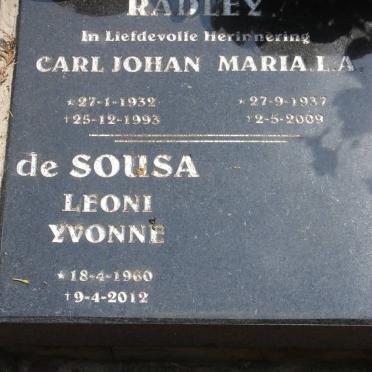 RADLEY
In Liefdevolle Herinnering
CARL JOHAN MARIA.L.A.
*27-1-1932 *27-9-1937
†25-12-1993 †2-5-2009
de SOUSA
LEONI
YVONNE
*18-4-1960
†9-4-2012